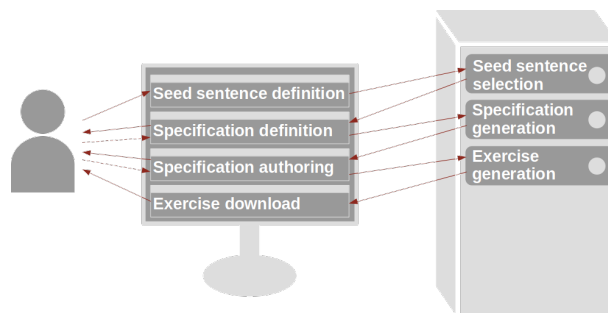 Seed sentence definition
Specification definition
Specification authoring
Exercise download
Seed sentence
selection
Specification
generation
Exercise
generation